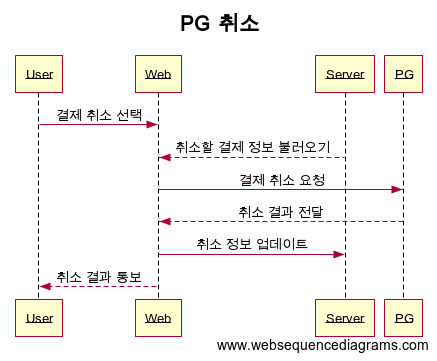 PG 취소
User Web Server PG
결제 취소 선택
취소할 결제 정보 불러오기
결제 취소 요청
취소 결과 전달
취소 정보 업데이트
취소 결과 통보
User Web Server PG
www.websequencediagrams.com